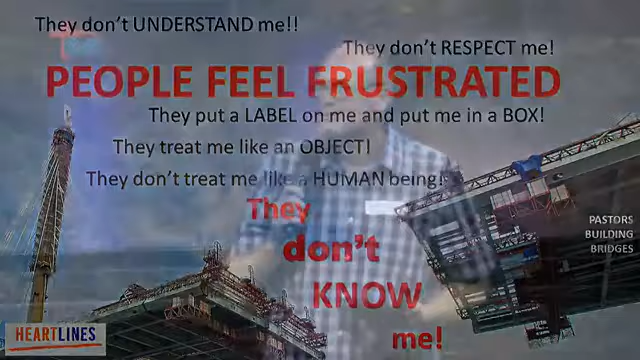 They don't UNDERSTAND me!!
They don't RESPECT me!
PEOPLE FEEL FRUSTRATED
They put a LABEL on me and put me in a BOX!
They treat me like an OBJECT!
They don't treat me like a HUMAN being!
They
don't
KNOW
me!
PASTORS
BUILDING
BRIDGES
HEARTLINES